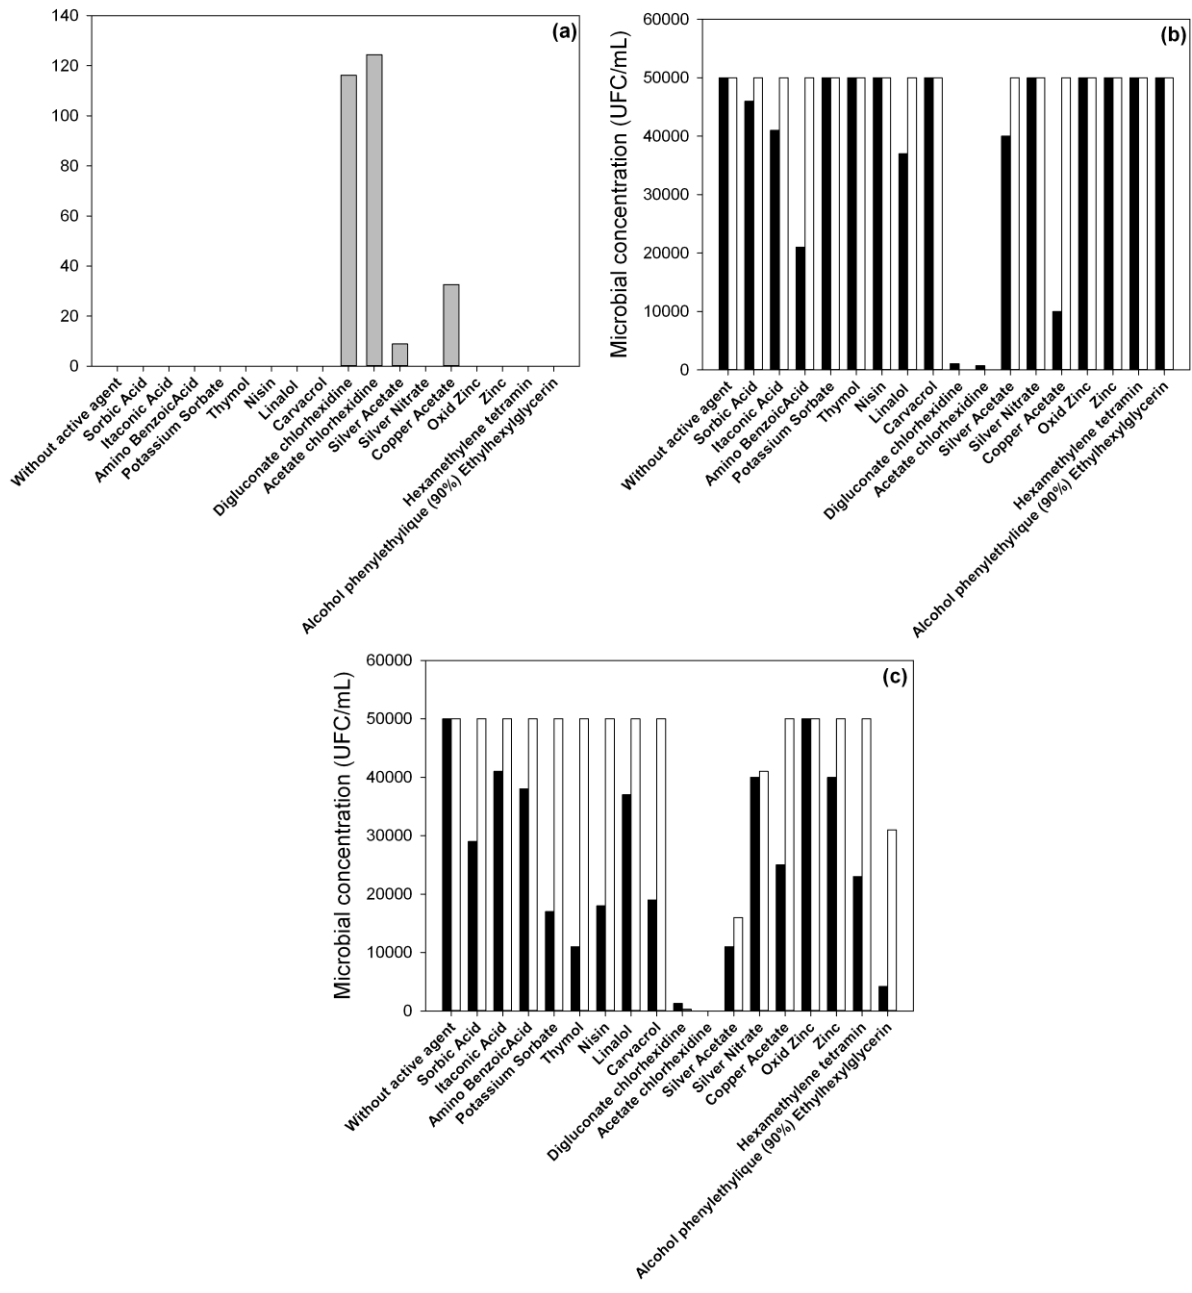 (a)
140
120
100
80
60
40
20
0
Without active agent
Sorbic Acid
Itaconic Acid
Amino BenzoicAcid
Potassium Sorbate
Thymol
Nisin
Linalol
Carvacrol
Digluconate chlorhexidine
Acetate chlorhexidine
Silver Acetate
Silver Nitrate
Copper Acetate
Oxid Zinc
Zinc
Hexamethylene tetramin
Alcohol phenylethylique (90%) Ethylhexylglycerin
(b)
Microbial concentration (UFC/mL)
60000
50000
40000
30000
20000
10000
0
Without active agent
Sorbic Acid
Itaconic Acid
Amino BenzoicAcid
Potassium Sorbate
Thymol
Nisin
Linalol
Carvacrol
Digluconate chlorhexidine
Acetate chlorhexidine
Silver Acetate
Silver Nitrate
Copper Acetate
Oxid Zinc
Zinc
Hexamethylene tetramin
Alcohol phenylethylique (90%) Ethylhexylglycerin
(c)
Microbial concentration (UFC/mL)
60000
50000
40000
30000
20000
10000
0
Without active agent
Sorbic Acid
Itaconic Acid
Amino BenzoicAcid
Potassium Sorbate
Thymol
Nisin
Linalol
Carvacrol
Digluconate chlorhexidine
Acetate chlorhexidine
Silver Acetate
Silver Nitrate
Copper Acetate
Oxid Zinc
Zinc
Hexamethylene tetramin
Alcohol phenylethylique (90%) Ethylhexylglycerin